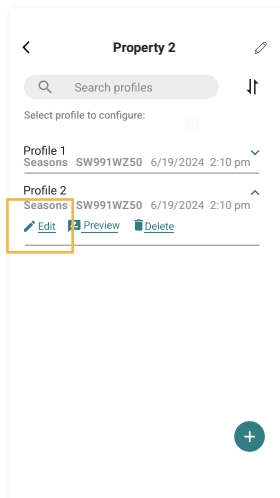 Property 2
Search profiles
Select profile to configure:
Profile 1
Seasons SW991WZ50 6/19/2024 2:10 pm
Profile 2
Seasons SW991WZ50 6/19/2024 2:10 pm
Edit Preview Delete